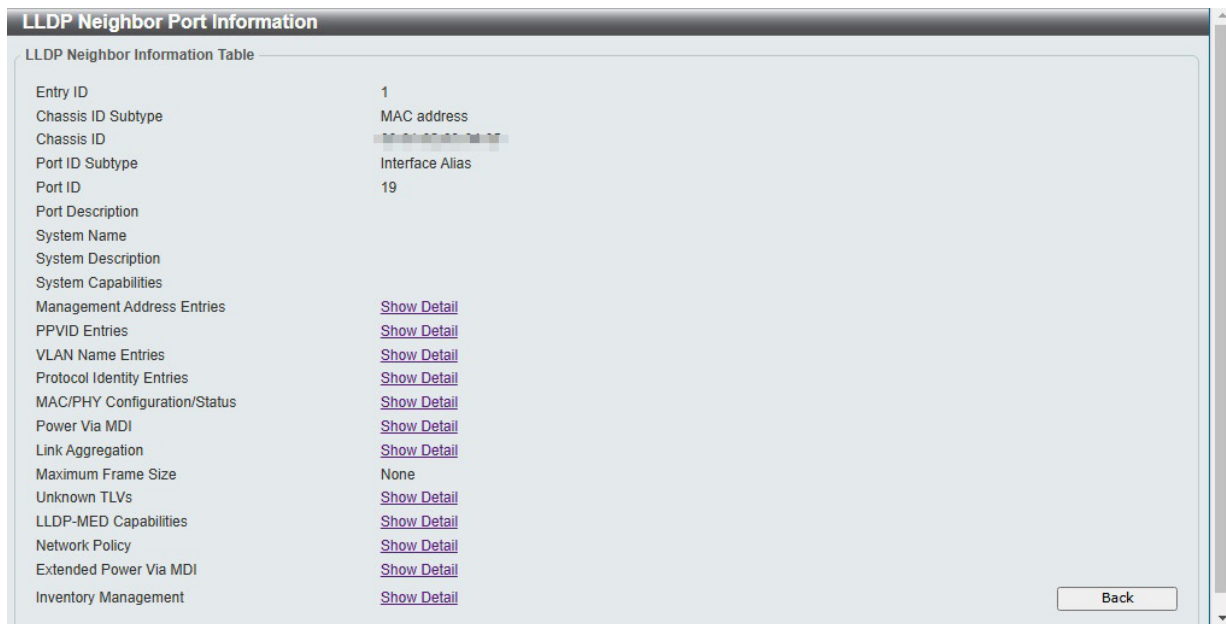 LLDP Neighbor Port Information
LLDP Neighbor Information Table
Entry ID 1
Chassis ID Subtype MAC address
Chassis ID
Port ID Subtype Interface Alias
Port ID 19
Port Description
System Name
System Description
System Capabilities
Management Address Entries Show Detail
PPVID Entries Show Detail
VLAN Name Entries Show Detail
Protocol Identity Entries Show Detail
MAC/PHY Configuration/Status Show Detail
Power Via MDI Show Detail
Link Aggregation Show Detail
Maximum Frame Size None
Unknown TLVs Show Detail
LLDP-MED Capabilities Show Detail
Network Policy Show Detail
Extended Power Via MDI Show Detail
Inventory Management Show Detail
Back